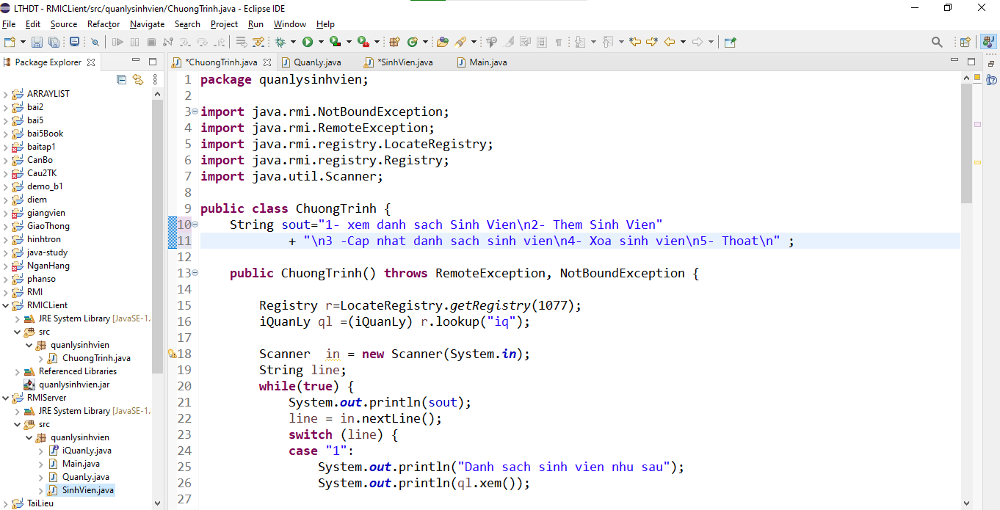 LTHDT - RMICLient/src/quanlysinhvien/ChuongTrinh.java - Eclipse IDE
File Edit Source Refactor Navigate Search Project Run Window Help
Package Explorer
*ChuongTrinh.java QuanLy.java *SinhVien.java Main.java
ARRAYLIST
bai2
bai5
bai5Book
baitap1
CanBo
Cau2TK
demo_b1
diem
giangvien
GiaoThong
hinhtron
java-study
NganHang
phanso
RMI
RMICLient
JRE System Library [JavaSE-1.
src
quanlysinhvien
ChuongTrinh.java
Referenced Libraries
quanlysinhvien.jar
RMIServer
JRE System Library [JavaSE-1.
src
quanlysinhvien
iQuanLy.java
Main.java
QuanLy.java
SinhVien.java
TaiLieu
1 package quanlysinhvien;
2
3 import java.rmi.NotBoundException;
4 import java.rmi.RemoteException;
5 import java.rmi.registry.LocateRegistry;
6 import java.rmi.registry.Registry;
7 import java.util.Scanner;
8
9 public class ChuongTrinh {
10 String sout="1- xem danh sach Sinh Vien\n2- Them Sinh Vien"
11 + "\n3 -Cap nhat danh sach sinh vien\n4- Xoa sinh vien\n5- Thoat\n" ;
12
13 public ChuongTrinh() throws RemoteException, NotBoundException {
14
15 Registry r=LocateRegistry.getRegistry(1077);
16 iQuanLy ql =(iQuanLy) r.lookup("iq");
17
18 Scanner in = new Scanner(System.in);
19 String line;
20 while(true) {
21 System.out.println(sout);
22 line = in.nextLine();
23 switch (line) {
24 case "1":
25 System.out.println("Danh sach sinh vien nhu sau");
26 System.out.println(ql.xem());
27